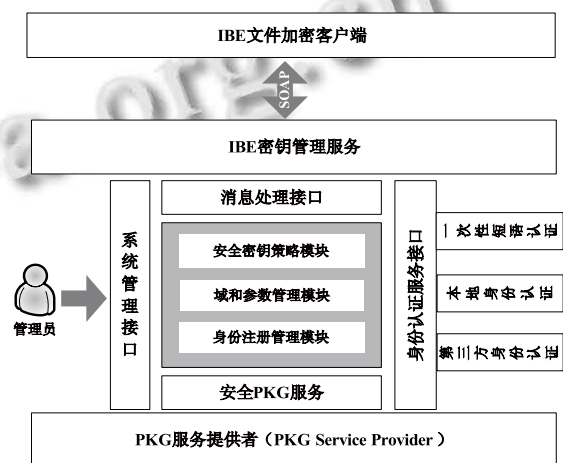 IBE文件加密客户端
SOAP
IBE密钥管理服务
消息处理接口
系统管理接口
安全密钥策略模块
域和参数管理模块
身份注册管理模块
身份认证服务接口
一次性短语认证
本地身份认证
第三方身份认证
管理员
安全PKG服务
PKG服务提供者（PKG Service Provider）